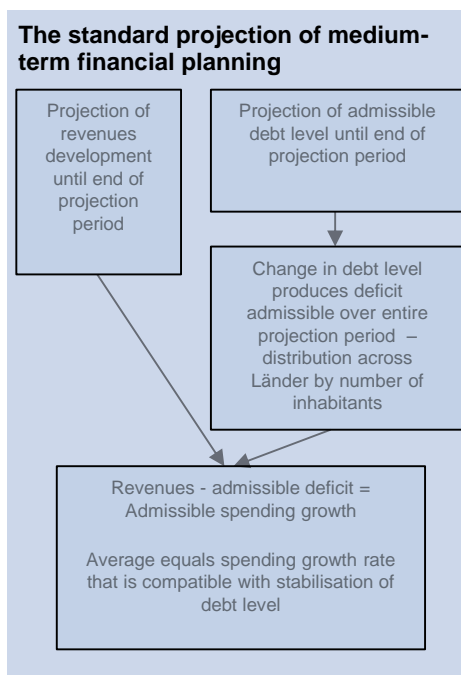 The standard projection of medium-
term financial planning
Projection of
revenues
development
until end of
projection
period
Projection of admissible
debt level until end of
projection period
Change in debt level
produces deficit
admissible over entire
projection period –
distribution across
Länder by number of
inhabitants
Revenues - admissible deficit =
Admissible spending growth
Average equals spending growth rate
that is compatible with stabilisation of
debt level